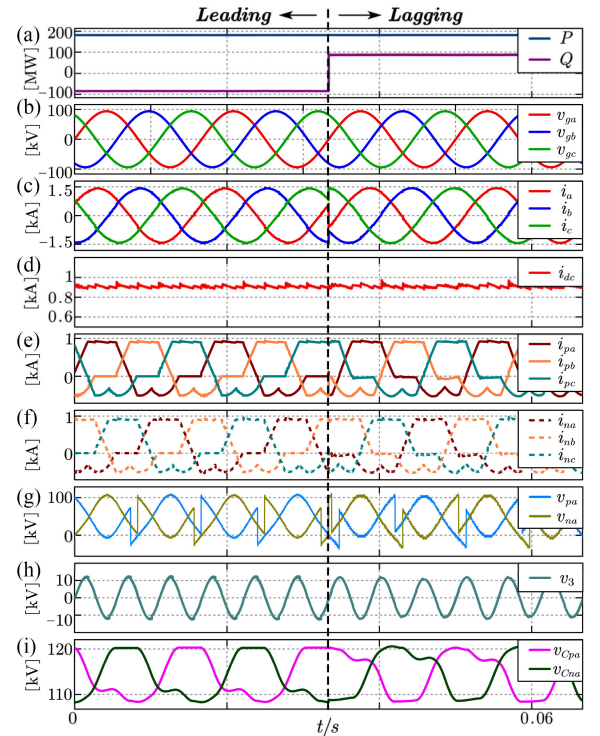 Leading Lagging
(a) [MW] 200 100 0 −100 P Q
(b) [kV] 100 0 −100 v_ga v_gb v_gc
(c) [kA] 1.5 0 −1.5 i_a i_b i_c
(d) [kA] 1 0.8 0.6 i_dc
(e) [kA] 1 0 i_pa i_pb i_pc
(f) [kA] 1 0 i_na i_nb i_nc
(g) [kV] 100 0 v_pa v_na
(h) [kV] 10 0 −10 v_3
(i) [kV] 120 110 v_Cpa v_Cna
0 t/s 0.06